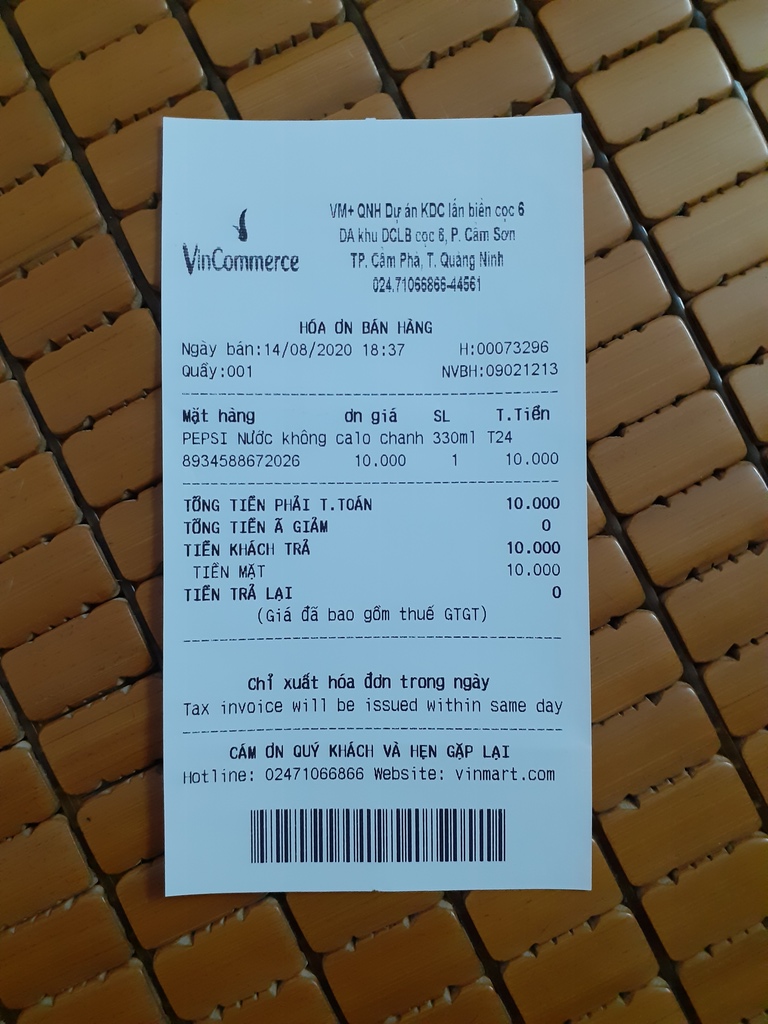 VinCommerce
VM+ QNH Dự án KDC lấn biên cọc 6
DA khu DCLB cọc 6, P. Cẩm Sơn
TP. Cẩm Phả, T. Quảng Ninh
024.71066866-44561
HÓA ƠN BÁN HÀNG
Ngày bán:14/08/2020 18:37 H:00073296
Quầy:001 NVBH:09021213
Mặt hàng ơn giá SL T.Tiền
PEPSI Nước không calo chanh 330ml T24
8934588672026 10.000 1 10.000
TỔNG TIỀN PHẢI T.TOÁN 10.000
TỔNG TIỀN Ã GIẢM 0
TIỀN KHÁCH TRẢ 10.000
TIỀN MẶT 10.000
TIỀN TRẢ LẠI 0
(Giá đã bao gồm thuế GTGT)
Chỉ xuất hóa đơn trong ngày
Tax invoice will be issued within same day
CÁM ƠN QUÝ KHÁCH VÀ HẸN GẶP LẠI
Hotline: 02471066866 Website: vinmart.com